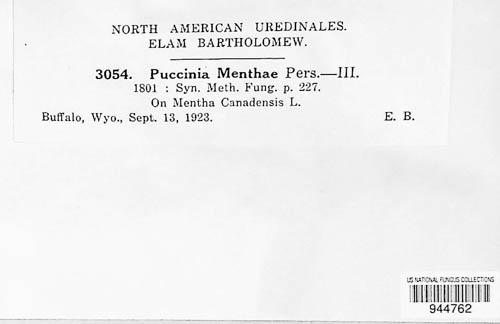 NORTH AMERICAN UREDINALES.
ELAM BARTHOLOMEW.
3054. Puccinia Menthae Pers.—III.
1801 : Syn. Meth. Fung. p. 227.
On Mentha Canadensis L.
Buffalo, Wyo., Sept. 13, 1923. E. B.
US NATIONAL FUNGUS COLLECTIONS
944762